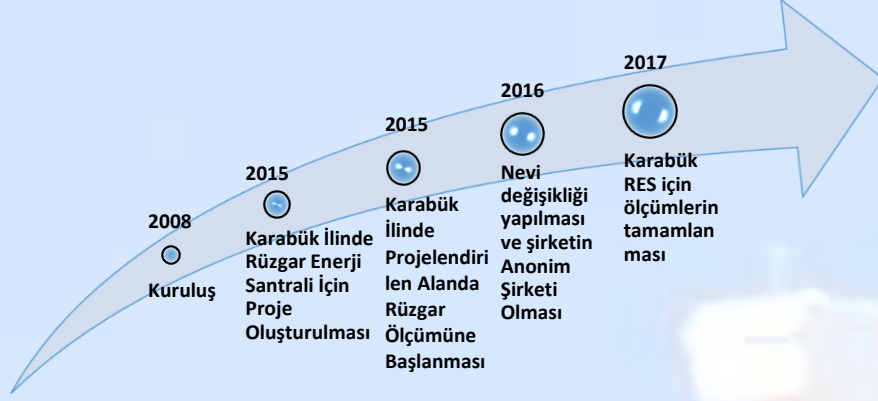 2008
Kuruluş
2015
Karabük İlinde
Rüzgar Enerji
Santrali İçin
Proje
Oluşturulması
2015
Karabük
İlinde
Projelendiri
len Alanda
Rüzgar
Ölçümüne
Başlanması
2016
Nevi
değişikliği
yapılması
ve şirketin
Anonim
Şirketi
Olması
2017
Karabük
RES için
ölçümlerin
tamamlan
ması